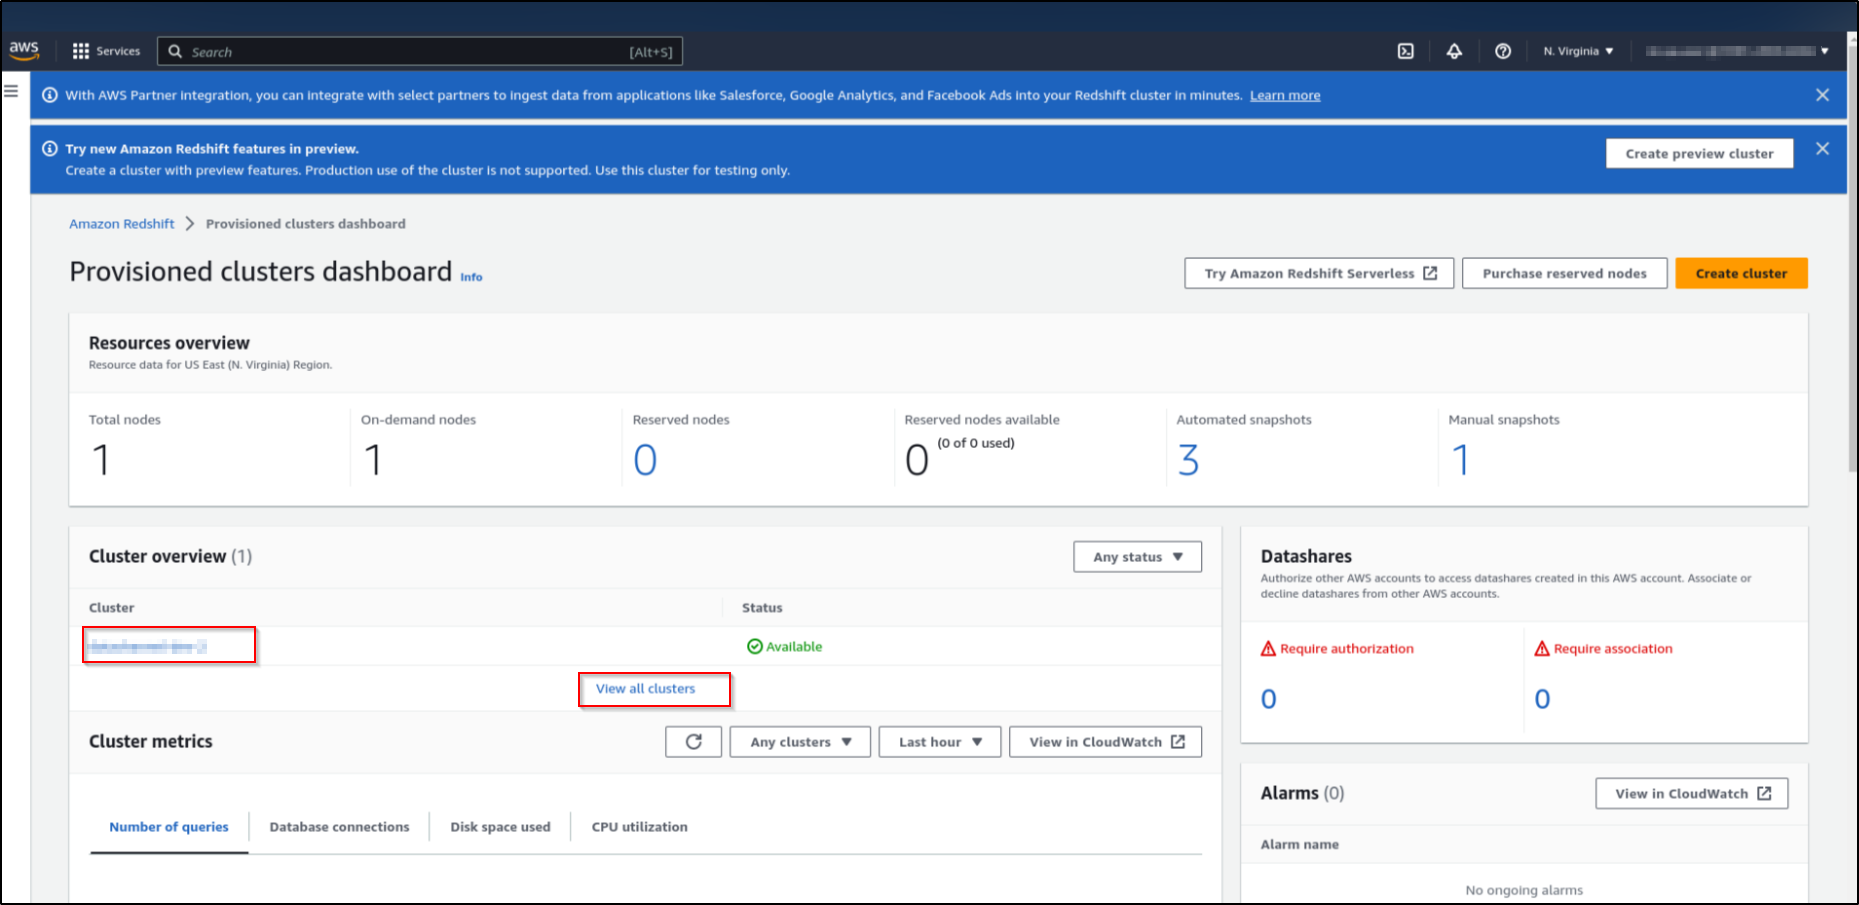 aws
Services
Search [Alt+S]
N. Virginia
With AWS Partner integration, you can integrate with select partners to ingest data from applications like Salesforce, Google Analytics, and Facebook Ads into your Redshift cluster in minutes. Learn more
Try new Amazon Redshift features in preview.
Create a cluster with preview features. Production use of the cluster is not supported. Use this cluster for testing only.
Create preview cluster
Amazon Redshift > Provisioned clusters dashboard
Provisioned clusters dashboard Info
Try Amazon Redshift Serverless
Purchase reserved nodes
Create cluster
Resources overview
Resource data for US East (N. Virginia) Region.
Total nodes
1
On-demand nodes
1
Reserved nodes
0
Reserved nodes available
0 (0 of 0 used)
Automated snapshots
3
Manual snapshots
1
Cluster overview (1)
Any status
Cluster Status
Available
View all clusters
Cluster metrics
Any clusters
Last hour
View in CloudWatch
Number of queries
Database connections
Disk space used
CPU utilization
Datashares
Authorize other AWS accounts to access datashares created in this AWS account. Associate or
decline datashares from other AWS accounts.
Require authorization
0
Require association
0
Alarms (0)
View in CloudWatch
Alarm name
No ongoing alarms